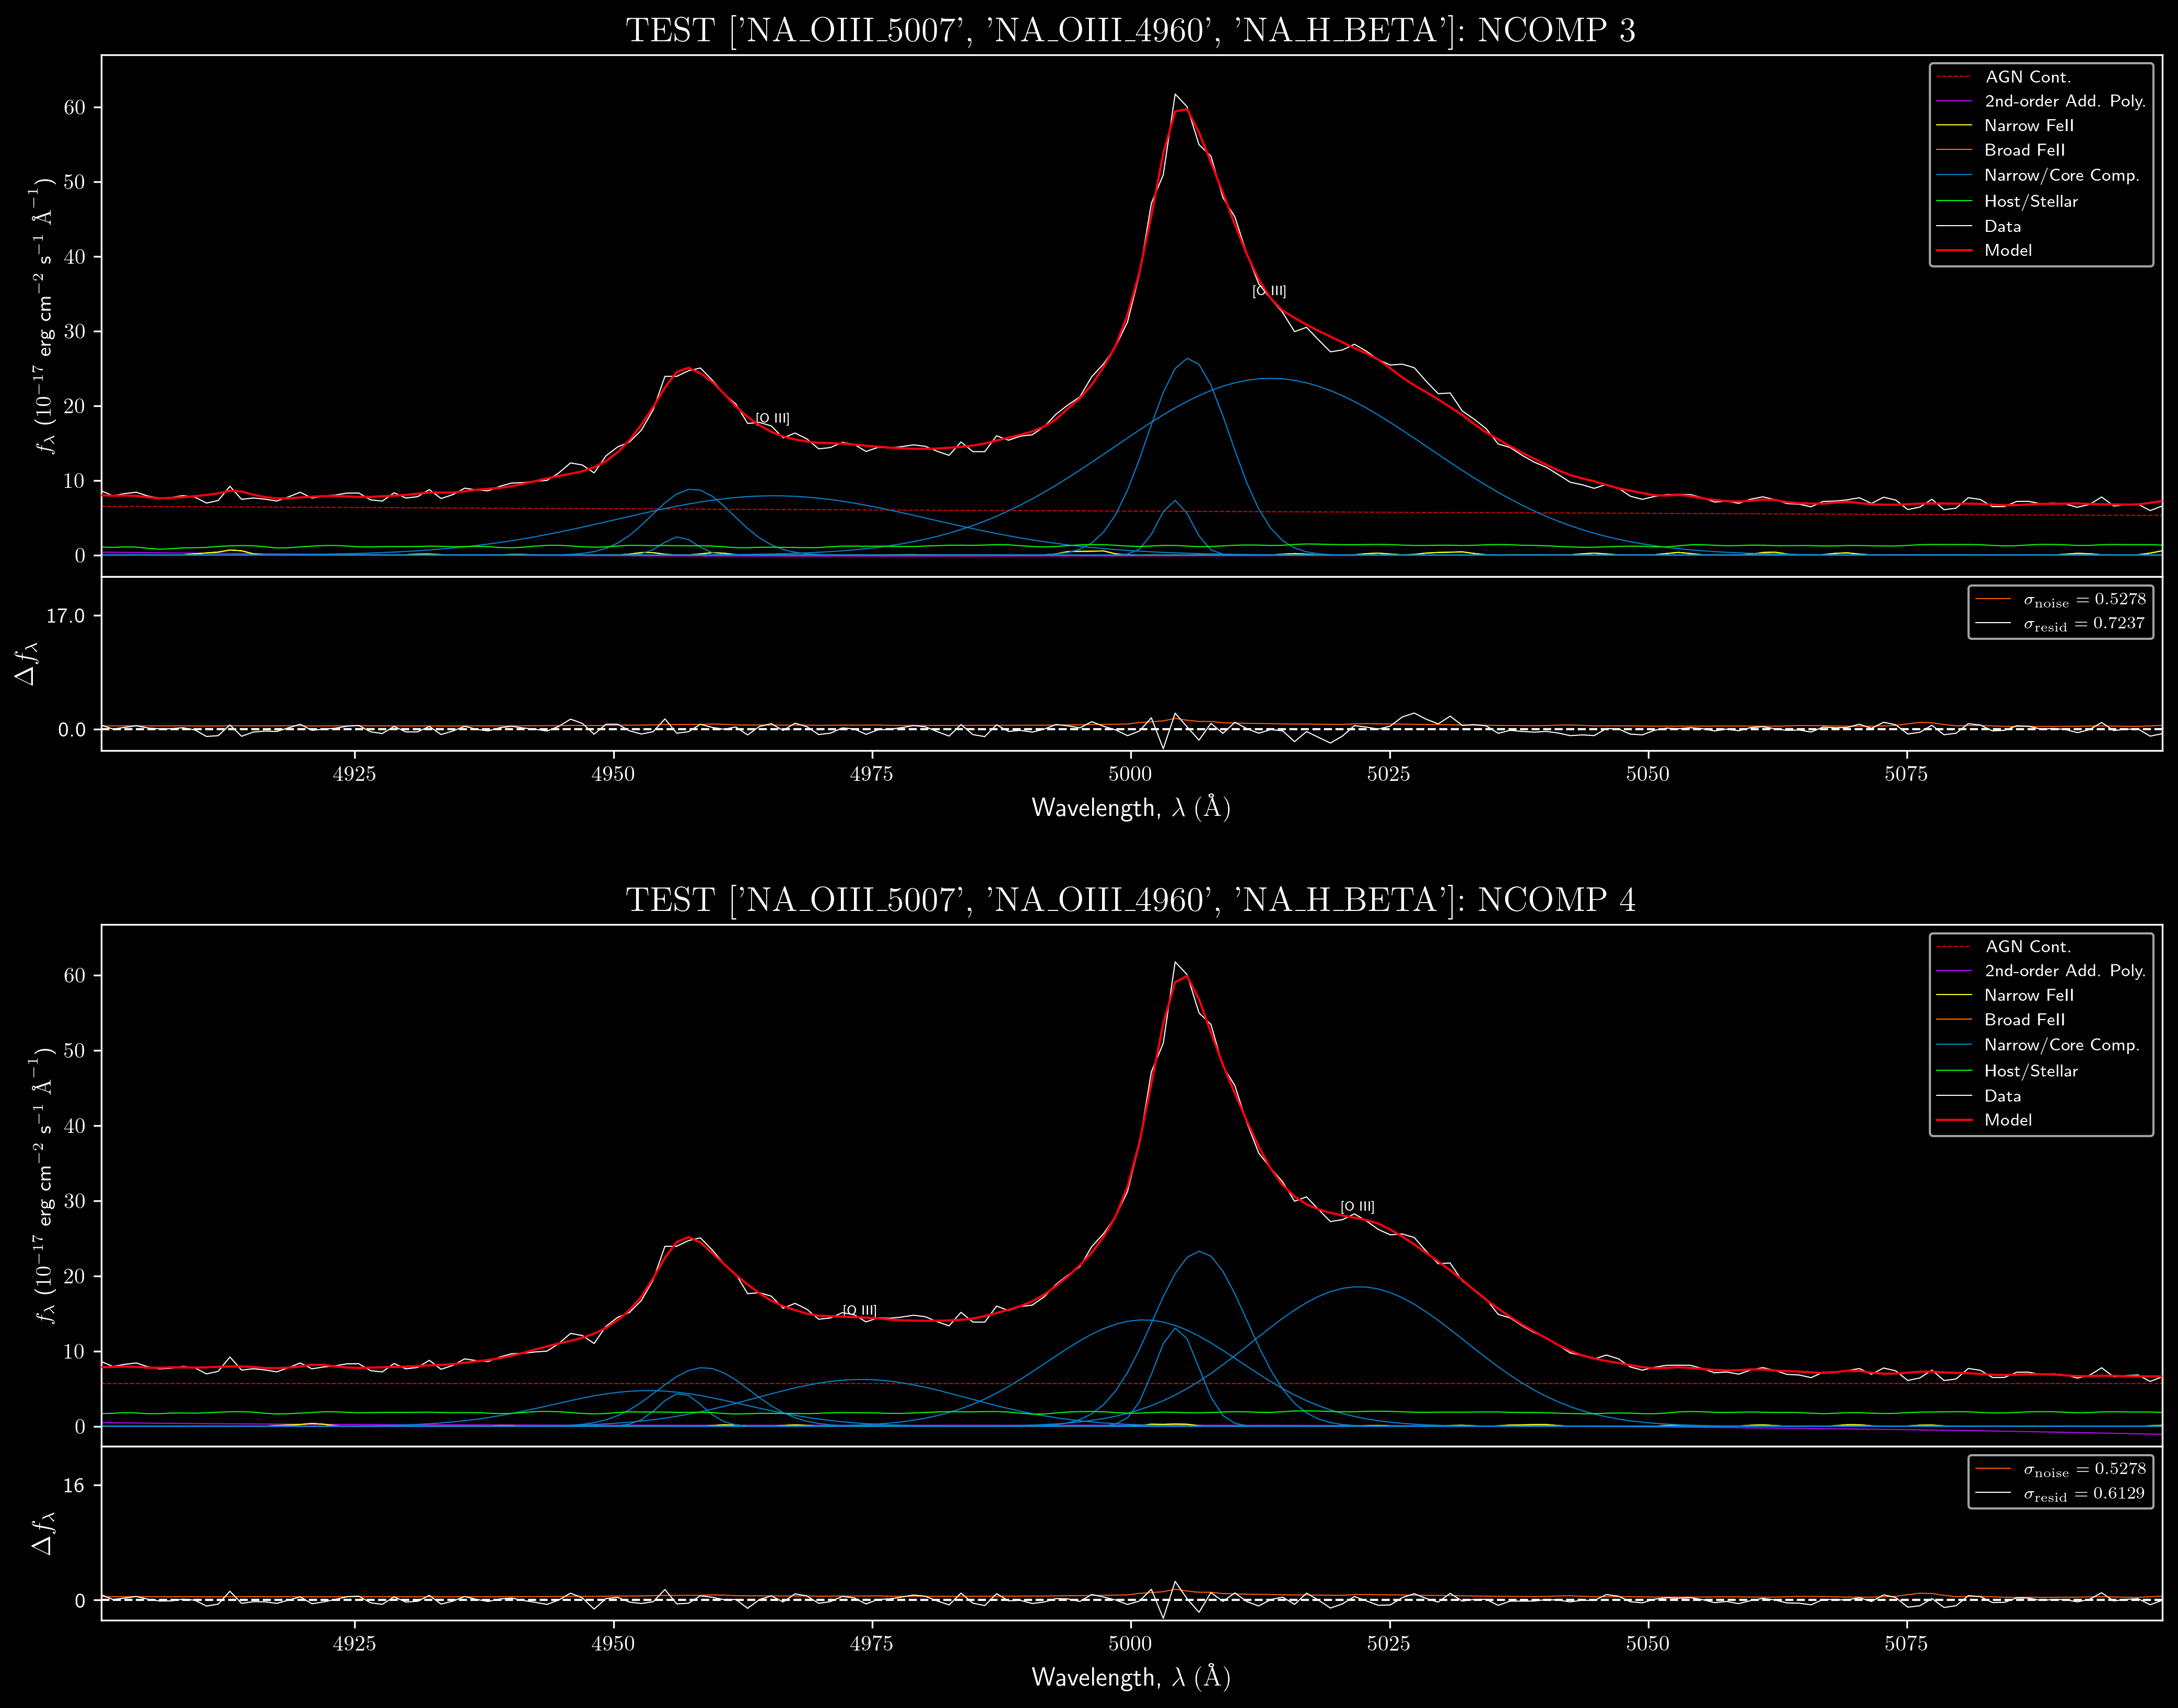 TEST ['NA_OIII_5007', 'NA_OIII_4960', 'NA_H_BETA']: NCOMP 3
AGN Cont.
2nd-order Add. Poly.
Narrow FeII
Broad FeII
Narrow/Core Comp.
Host/Stellar
Data
Model
60
50
40
30
20
10
0
fλ (10⁻¹⁷ erg cm⁻² s⁻¹ Å⁻¹)
[O III]
[O III]
σnoise = 0.5278
σresid = 0.7237
17.0
0.0
Δfλ
4925 4950 4975 5000 5025 5050 5075
Wavelength, λ (Å)
TEST ['NA_OIII_5007', 'NA_OIII_4960', 'NA_H_BETA']: NCOMP 4
AGN Cont.
2nd-order Add. Poly.
Narrow FeII
Broad FeII
Narrow/Core Comp.
Host/Stellar
Data
Model
60
50
40
30
20
10
0
fλ (10⁻¹⁷ erg cm⁻² s⁻¹ Å⁻¹)
[O III]
[O III]
σnoise = 0.5278
σresid = 0.6129
16
0
Δfλ
4925 4950 4975 5000 5025 5050 5075
Wavelength, λ (Å)